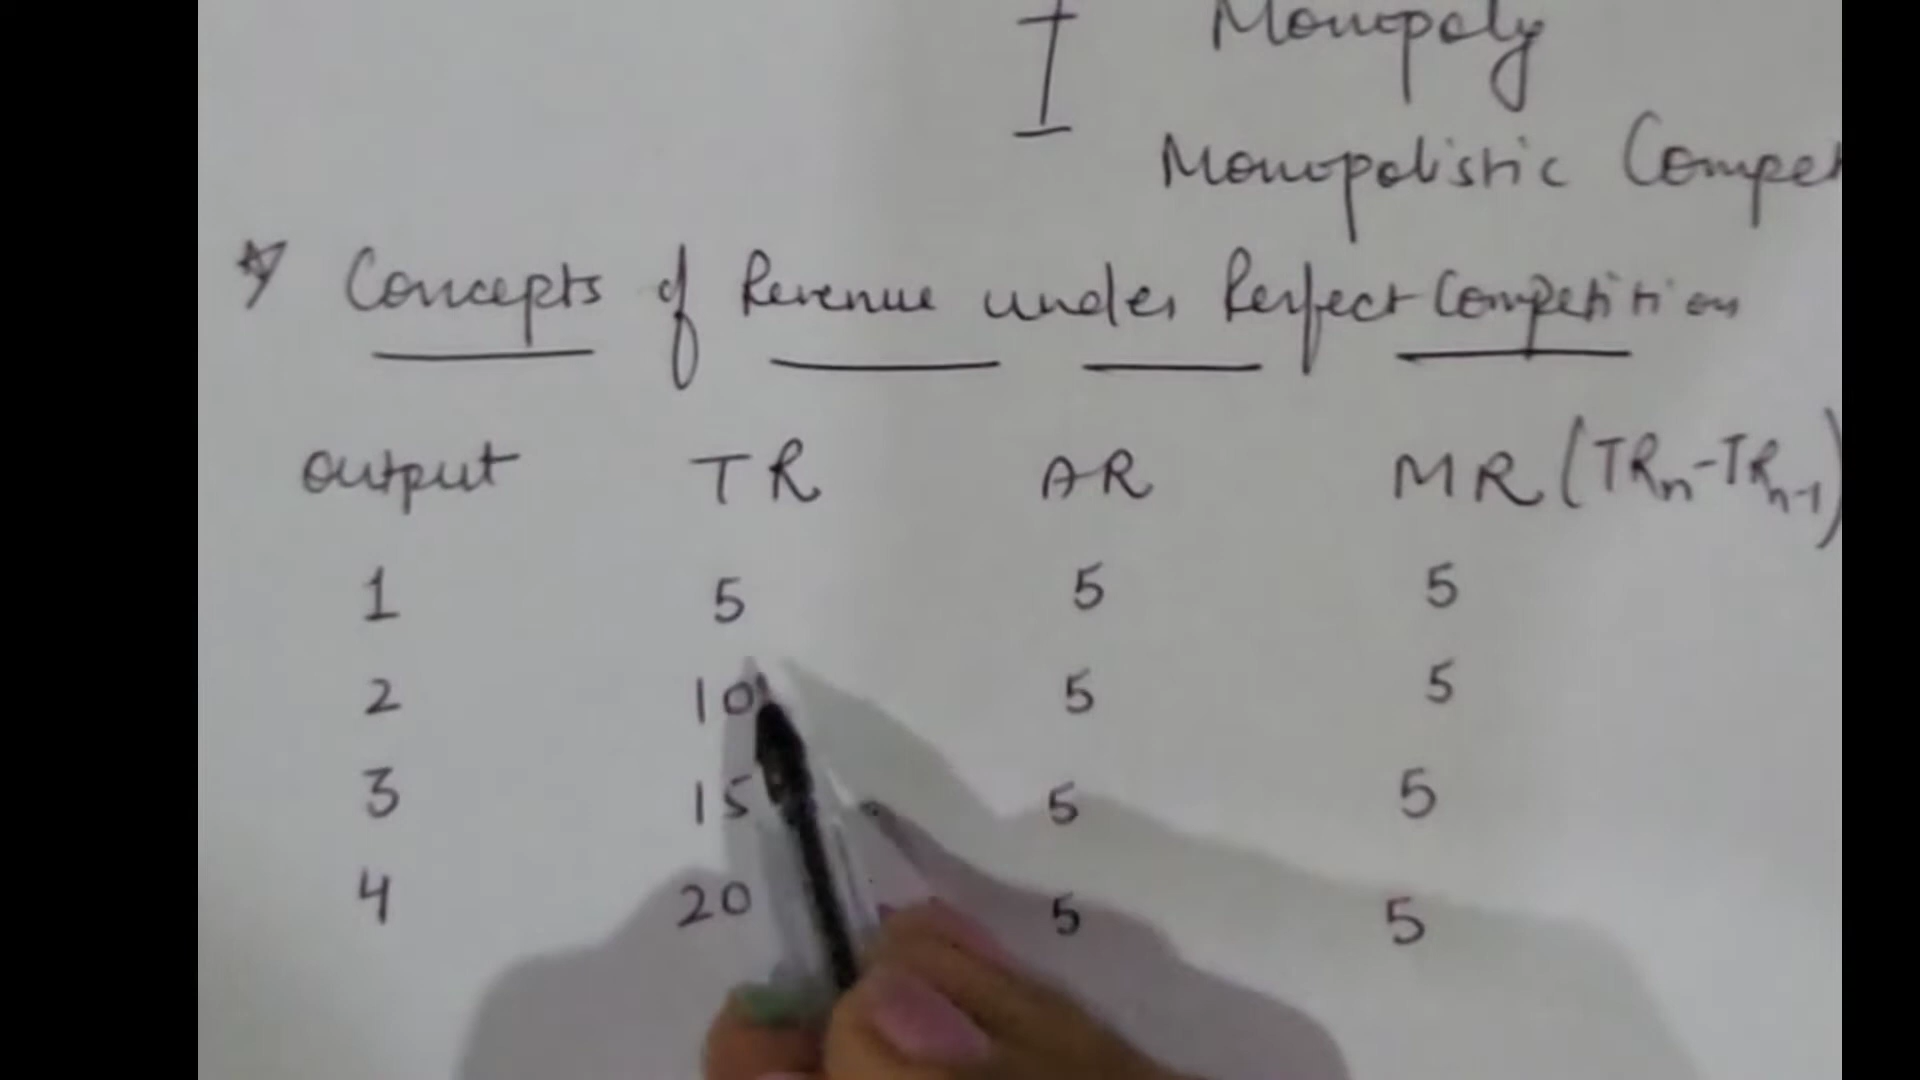 Monopoly
Monopolistic Compet
Concepts of Revenue under Perfect Competition
Output TR AR MR (TRn-TRn-1)
1 5 5 5
2 10 5 5
3 15 5 5
4 20 5 5